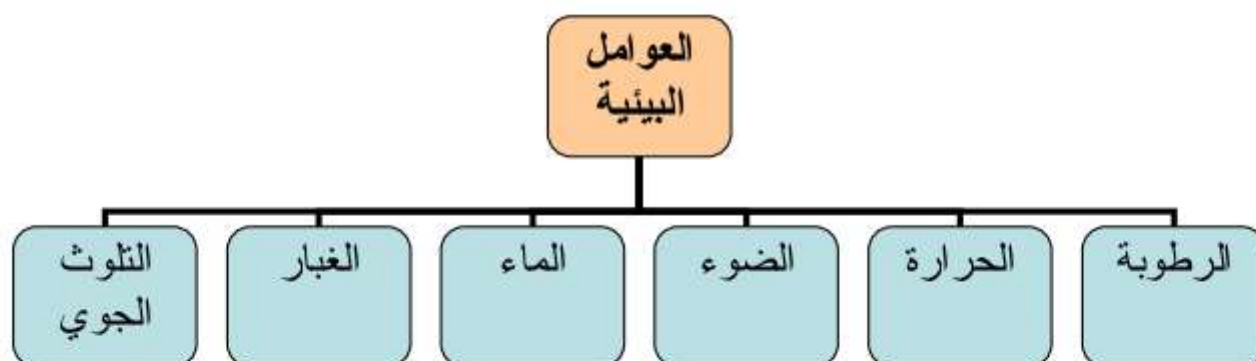 العوامل
البيئية
الرطوبة
الحرارة
الضوء
الماء
الغبار
التلوث
الجوي